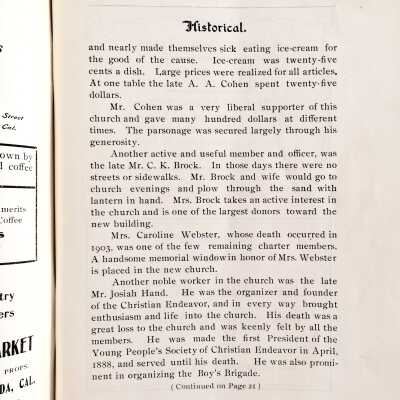 Historical.
and nearly made themselves sick eating ice-cream for
the good of the cause. Ice-cream was twenty-five
cents a dish. Large prices were realized for all articles.
At one table the late A. A. Cohen spent twenty-five
dollars.
Mr. Cohen was a very liberal supporter of this
church and gave many hundred dollars at different
times. The parsonage was secured largely through his
generosity.
Another active and useful member and officer, was
the late Mr. C. K. Brock. In those days there were no
streets or sidewalks. Mr. Brock and wife would go to
church evenings and plow through the sand with
lantern in hand. Mrs. Brock takes an active interest in
the church and is one of the largest donors toward the
new building.
Mrs. Caroline Webster, whose death occurred in
1903, was one of the few remaining charter members.
A handsome memorial window in honor of Mrs. Webster
is placed in the new church.
Another noble worker in the church was the late
Mr. Josiah Hand. He was the organizer and founder
of the Christian Endeavor, and in every way brought
enthusiasm and life into the church. His death was a
great loss to the church and was keenly felt by all the
members. He was made the first President of the
Young People's Society of Christian Endeavor in April,
1888, and served until his death. He was also promi-
nent in organizing the Boy's Brigade.
(Continued on Page 21)
Street
Cal.
own by
d coffee
merits
Coffee
s
try
ers
ARKET
PROPS.
DA, CAL.